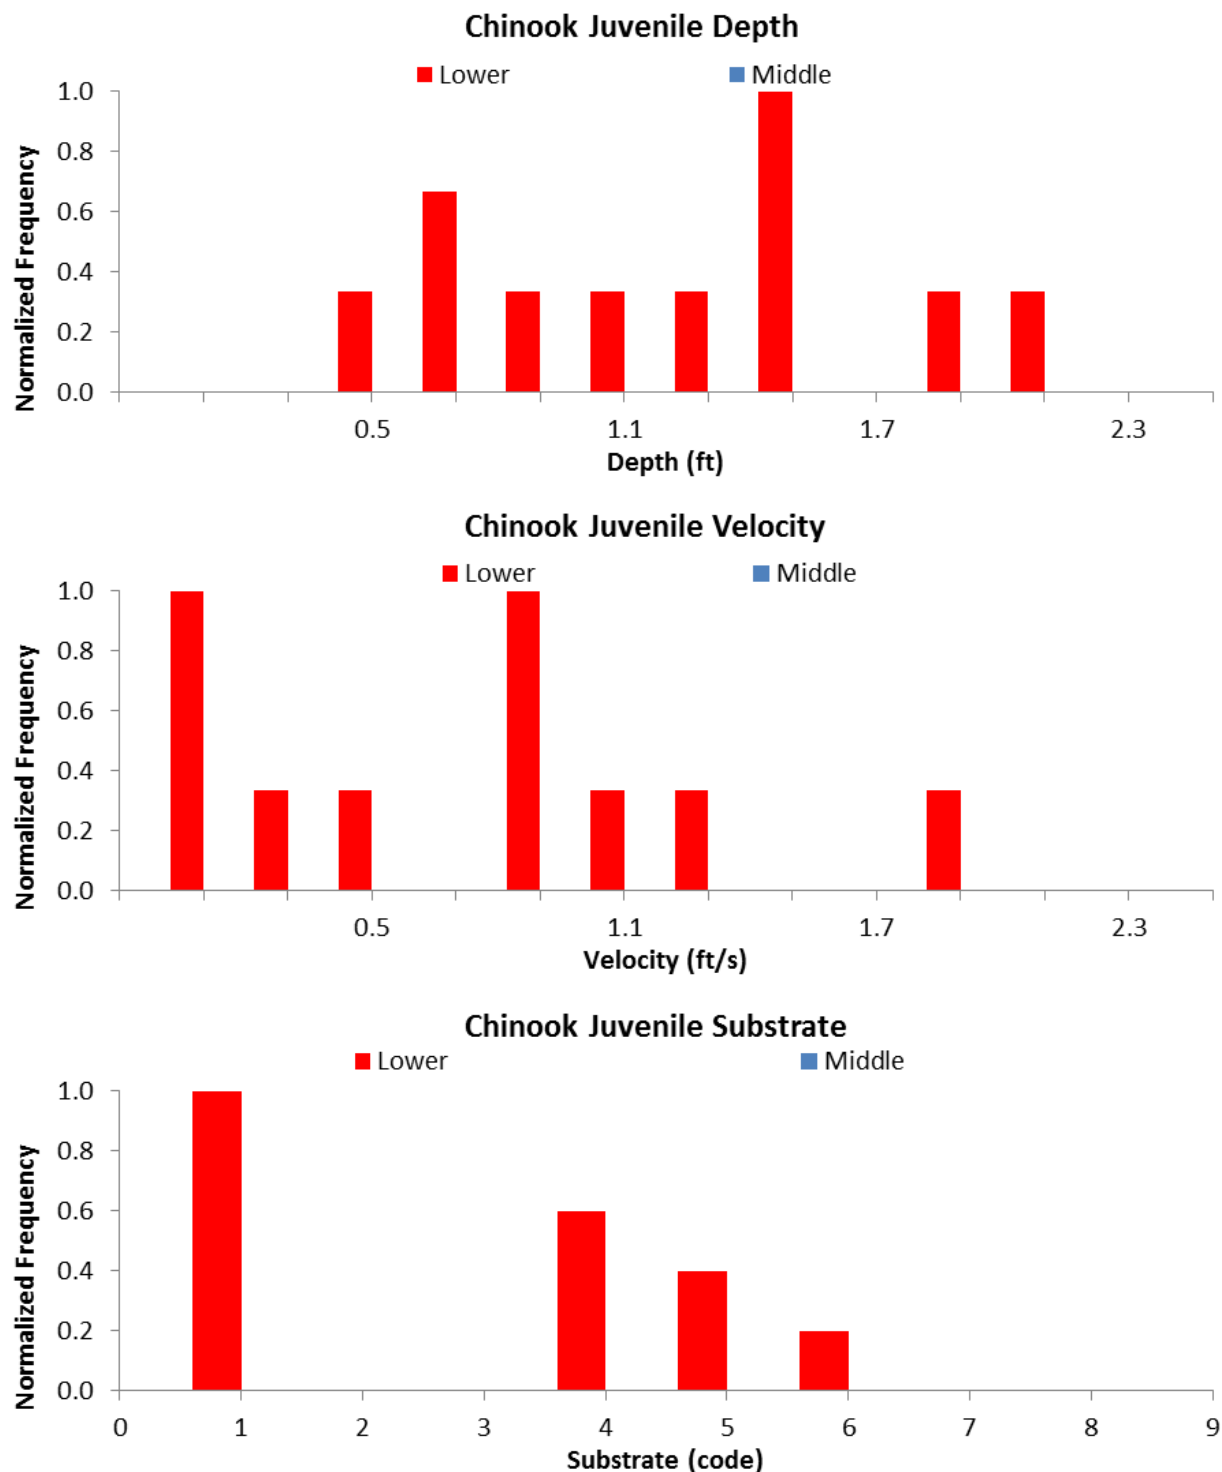 Chinook Juvenile Depth
Lower Middle
Normalized Frequency
1.0
0.8
0.6
0.4
0.2
0.0
0.5 1.1 1.7 2.3
Depth (ft)
Chinook Juvenile Velocity
Lower Middle
Normalized Frequency
1.0
0.8
0.6
0.4
0.2
0.0
0.5 1.1 1.7 2.3
Velocity (ft/s)
Chinook Juvenile Substrate
Lower Middle
Normalized Frequency
1.0
0.8
0.6
0.4
0.2
0.0
0 1 2 3 4 5 6 7 8 9
Substrate (code)